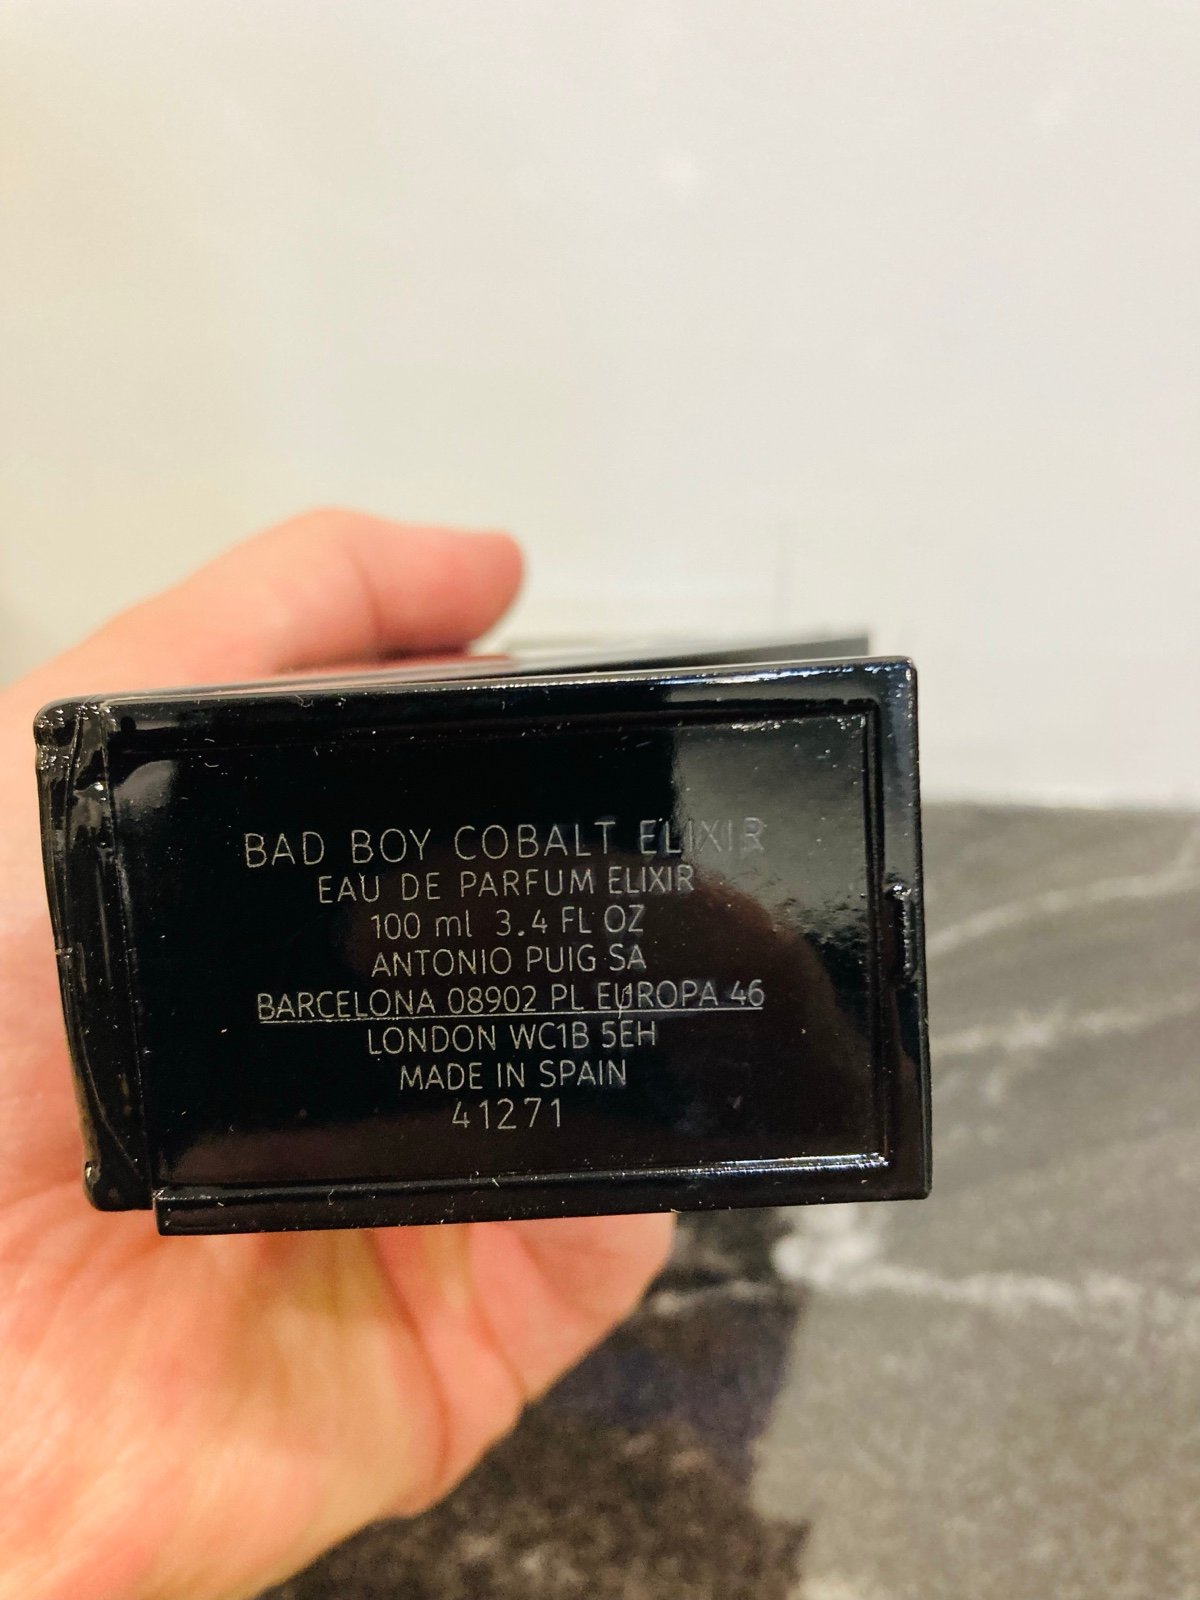 BAD BOY COBALT ELIXIR
EAU DE PARFUM ELIXIR
100 ml 3.4 FL OZ
ANTONIO PUIG SA
BARCELONA 08902 PL EUROPA 46
LONDON WC1B 5EH
MADE IN SPAIN
41271